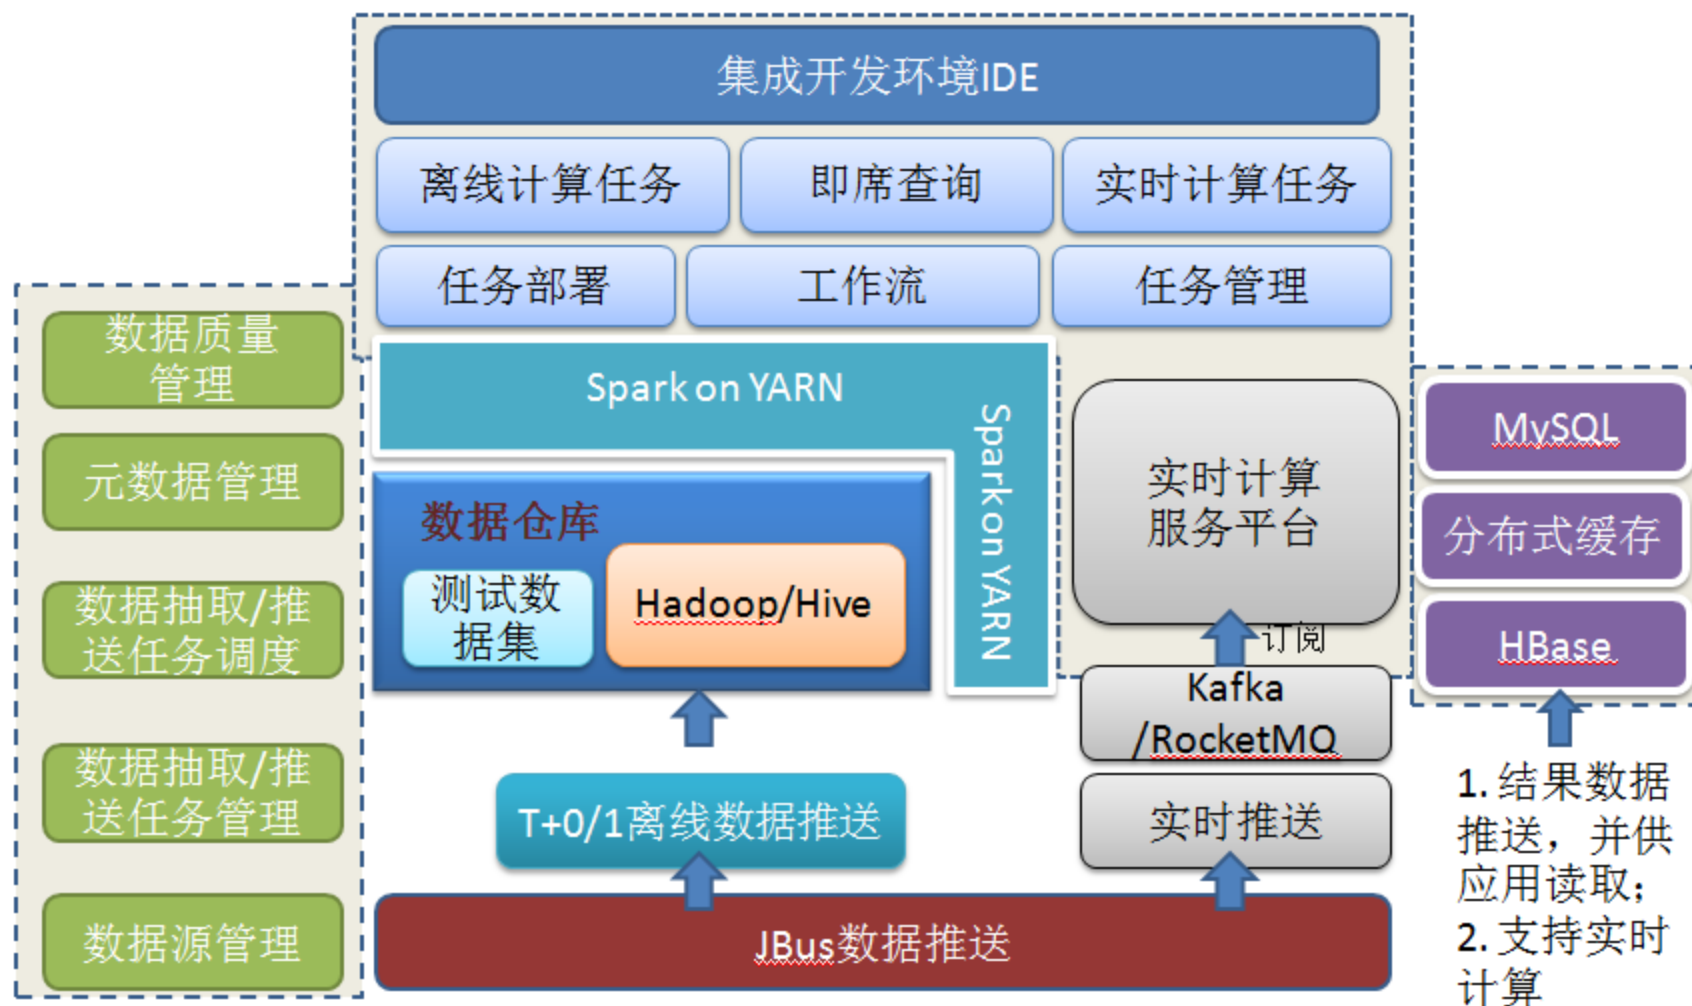 集成开发环境IDE
离线计算任务
即席查询
实时计算任务
任务部署
工作流
任务管理
数据质量
管理
元数据管理
数据抽取/推
送任务调度
数据抽取/推
送任务管理
数据源管理
Spark on YARN
Spark on YARN
数据仓库
测试数
据集
Hadoop/Hive
实时计算
服务平台
订阅
Kafka
/RocketMQ
T+0/1离线数据推送
实时推送
JBus数据推送
MySQL
分布式缓存
HBase
1. 结果数据
推送，并供
应用读取；
2. 支持实时
计算